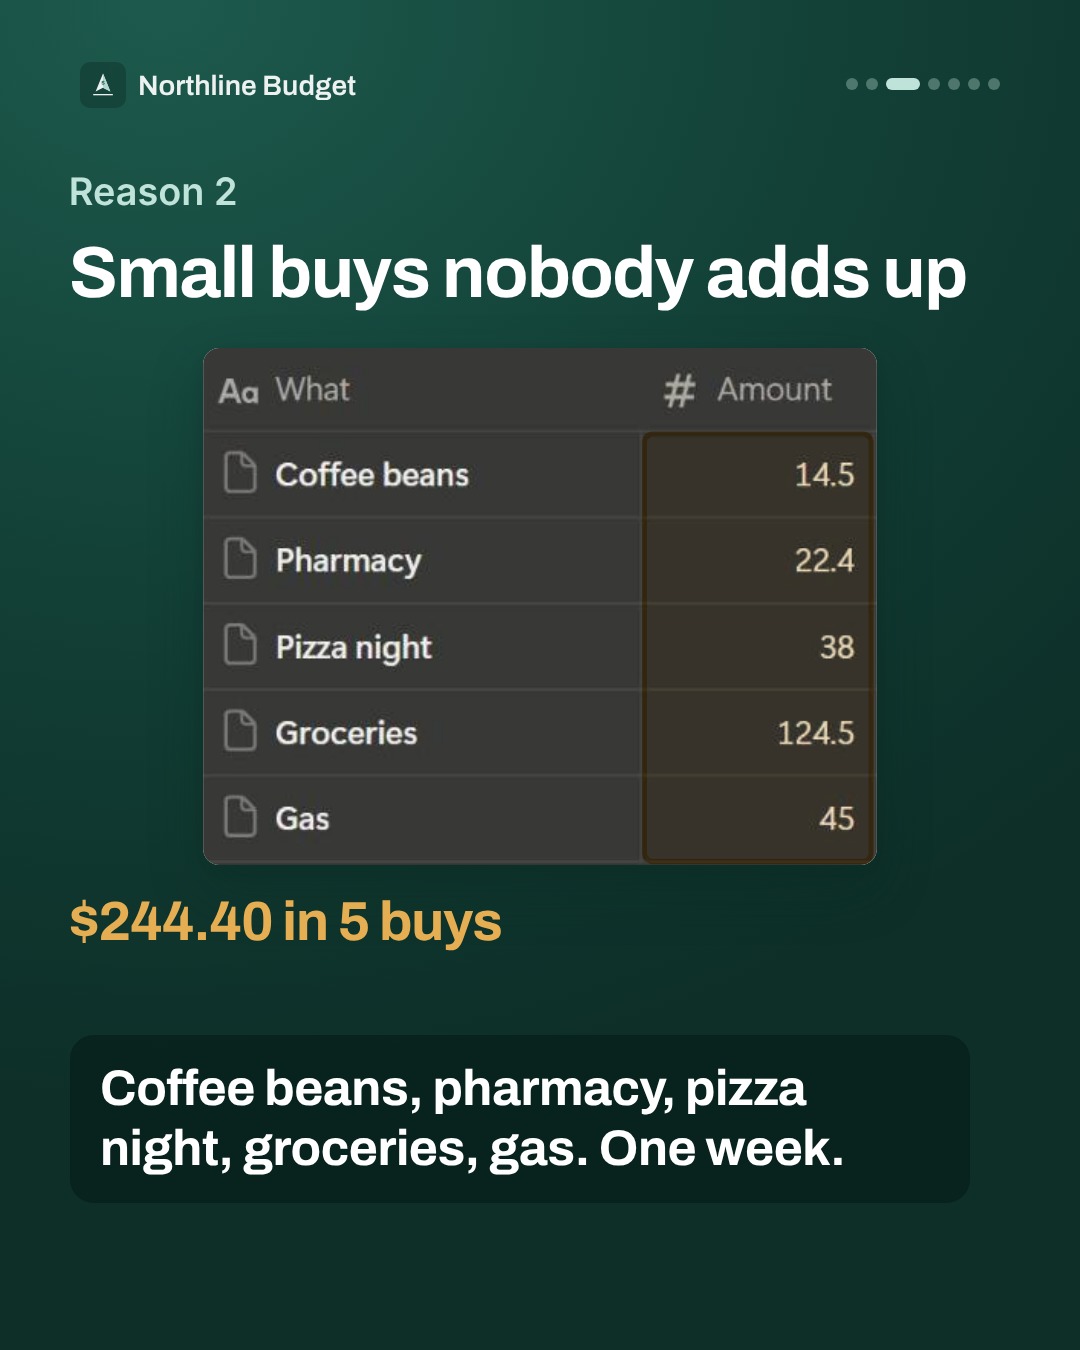 Northline Budget
Reason 2
Small buys nobody adds up
Aa What # Amount
Coffee beans 14.5
Pharmacy 22.4
Pizza night 38
Groceries 124.5
Gas 45
$244.40 in 5 buys
Coffee beans, pharmacy, pizza
night, groceries, gas. One week.